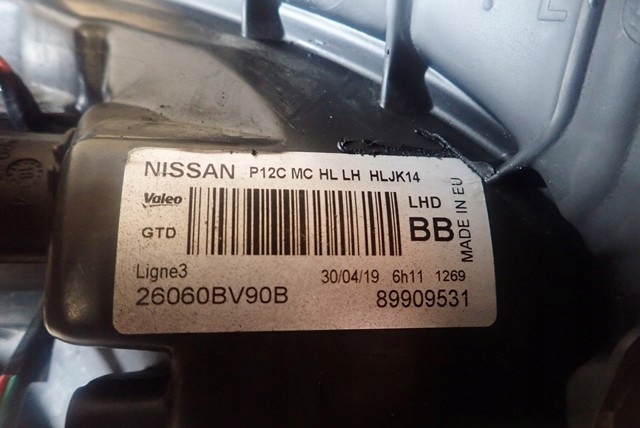 NISSAN P12C MC HL LH HLJK14
Valeo
LHD
GTD
BB
MADE IN EU
Ligne3
30/04/19 6h11 1269
26060BV90B
89909531